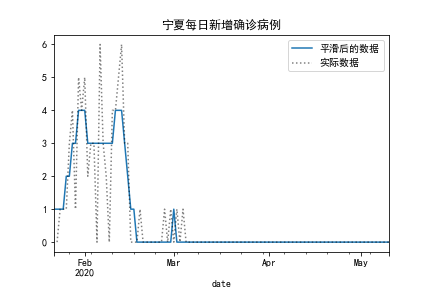 宁夏每日新增确诊病例
平滑后的数据
实际数据
6
5
4
3
2
1
0
Feb
2020
Mar
Apr
May
date